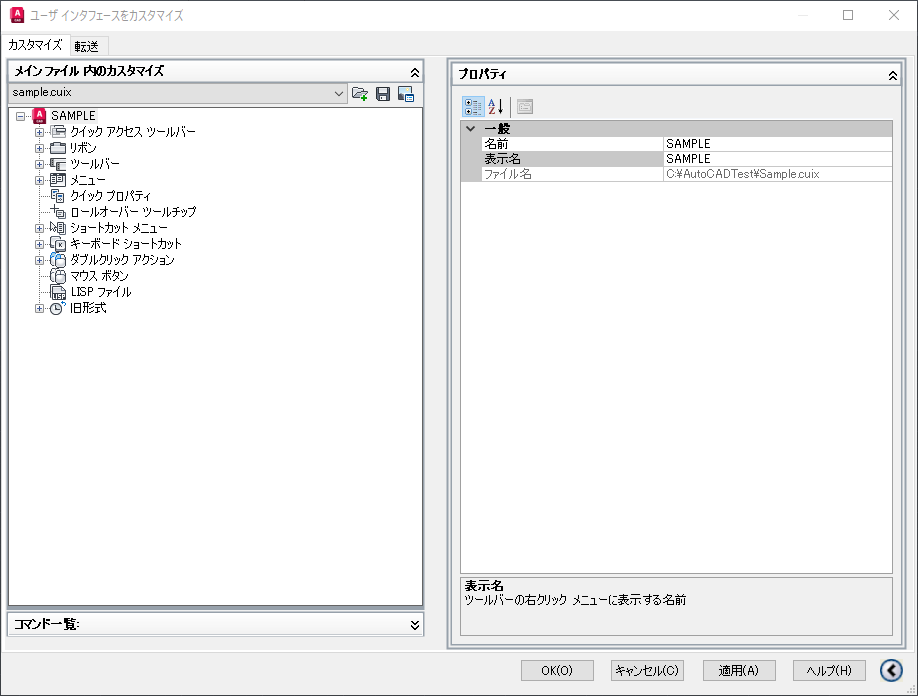 ユーザ インタフェースをカスタマイズ
カスタマイズ
転送
メイン ファイル 内のカスタマイズ
sample.cuix
SAMPLE
クイック アクセス ツールバー
リボン
ツールバー
メニュー
クイック プロパティ
ロールオーバー ツールチップ
ショートカット メニュー
キーボード ショートカット
ダブルクリック アクション
マウス ボタン
LISP ファイル
旧形式
コマンド一覧:
プロパティ
一般
名前 SAMPLE
表示名 SAMPLE
ファイル名 C:¥AutoCADTest¥Sample.cuix
表示名
ツールバーの右クリック メニューに表示する名前
OK(O)
キャンセル(C)
適用(A)
ヘルプ(H)